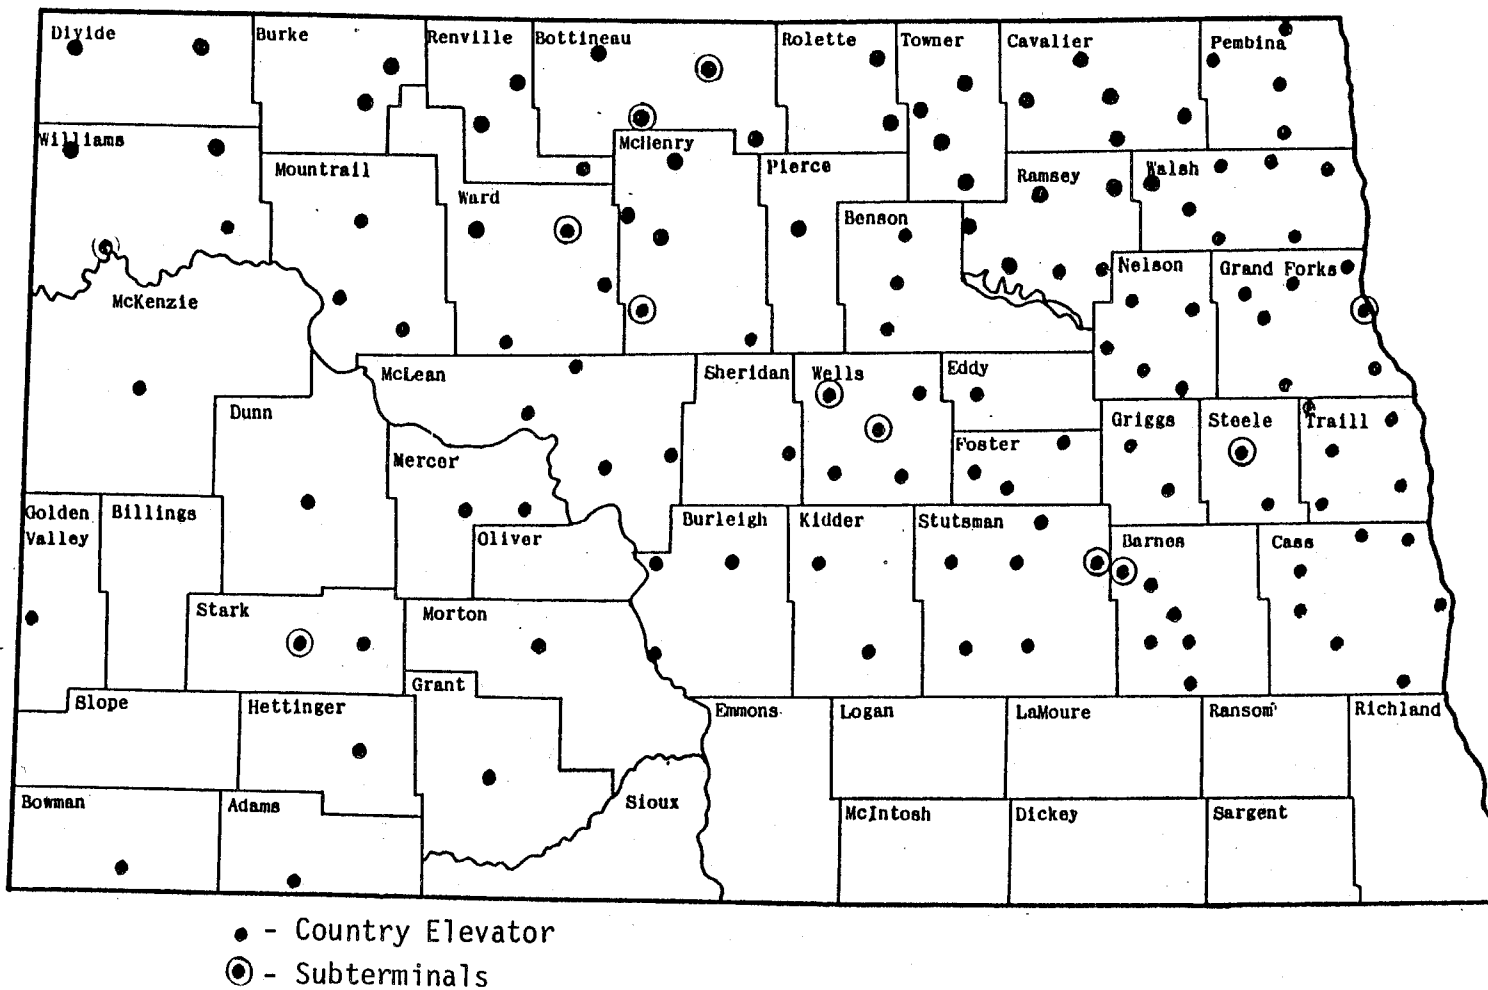 Divide
Burke
Renville
Bottineau
Rolette
Towner
Cavalier
Pembina
Williams
Mountrail
Ward
McHenry
Pierce
Benson
Ramsey
Walsh
McKenzie
Nelson
Grand Forks
Dunn
McLean
Sheridan
Wells
Eddy
Foster
Griggs
Steele
Traill
Mercer
Golden
Valley
Billings
Oliver
Burleigh
Kidder
Stutsman
Barnes
Cass
Stark
Morton
Grant
Slope
Hettinger
Emmons
Logan
LaMoure
Ransom
Richland
Bowman
Adams
Sioux
McIntosh
Dickey
Sargent
- Country Elevator
- Subterminals